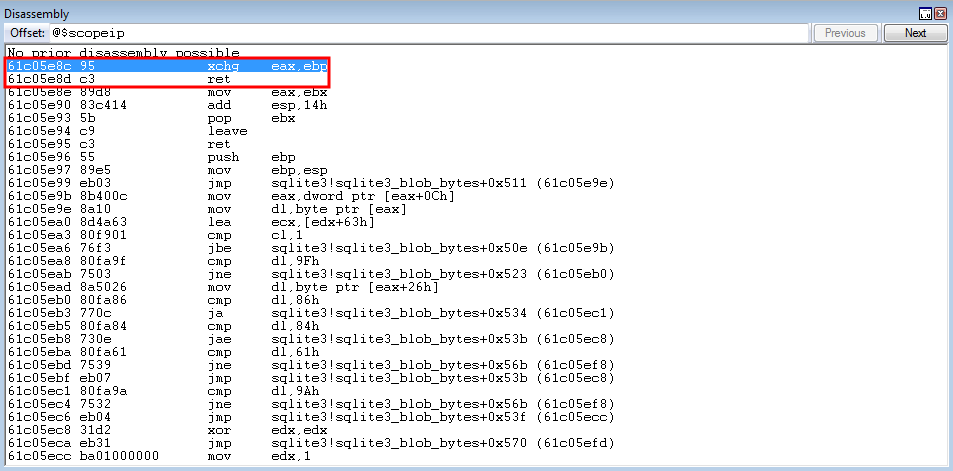 Disassembly
Offset: @$scopeip Previous Next
No prior disassembly possible
61c05e8c 95 xchg eax,ebp
61c05e8d c3 ret
61c05e8e 89d8 mov eax,ebx
61c05e90 83c414 add esp,14h
61c05e93 5b pop ebx
61c05e94 c9 leave
61c05e95 c3 ret
61c05e96 55 push ebp
61c05e97 89e5 mov ebp,esp
61c05e99 eb03 jmp sqlite3!sqlite3_blob_bytes+0x511 (61c05e9e)
61c05e9b 8b400c mov eax,dword ptr [eax+0Ch]
61c05e9e 8a10 mov dl,byte ptr [eax]
61c05ea0 8d4a63 lea ecx,[edx+63h]
61c05ea3 80f901 cmp cl,1
61c05ea6 76f3 jbe sqlite3!sqlite3_blob_bytes+0x50e (61c05e9b)
61c05ea8 80fa9f cmp dl,9Fh
61c05eab 7503 jne sqlite3!sqlite3_blob_bytes+0x523 (61c05eb0)
61c05ead 8a5026 mov dl,byte ptr [eax+26h]
61c05eb0 80fa86 cmp dl,86h
61c05eb3 770c ja sqlite3!sqlite3_blob_bytes+0x534 (61c05ec1)
61c05eb5 80fa84 cmp dl,84h
61c05eb8 730e jae sqlite3!sqlite3_blob_bytes+0x53b (61c05ec8)
61c05eba 80fa61 cmp dl,61h
61c05ebd 7539 jne sqlite3!sqlite3_blob_bytes+0x56b (61c05ef8)
61c05ebf eb07 jmp sqlite3!sqlite3_blob_bytes+0x53b (61c05ec8)
61c05ec1 80fa9a cmp dl,9Ah
61c05ec4 7532 jne sqlite3!sqlite3_blob_bytes+0x56b (61c05ef8)
61c05ec6 eb04 jmp sqlite3!sqlite3_blob_bytes+0x53f (61c05ecc)
61c05ec8 31d2 xor edx,edx
61c05eca eb31 jmp sqlite3!sqlite3_blob_bytes+0x570 (61c05efd)
61c05ecc ba01000000 mov edx,1